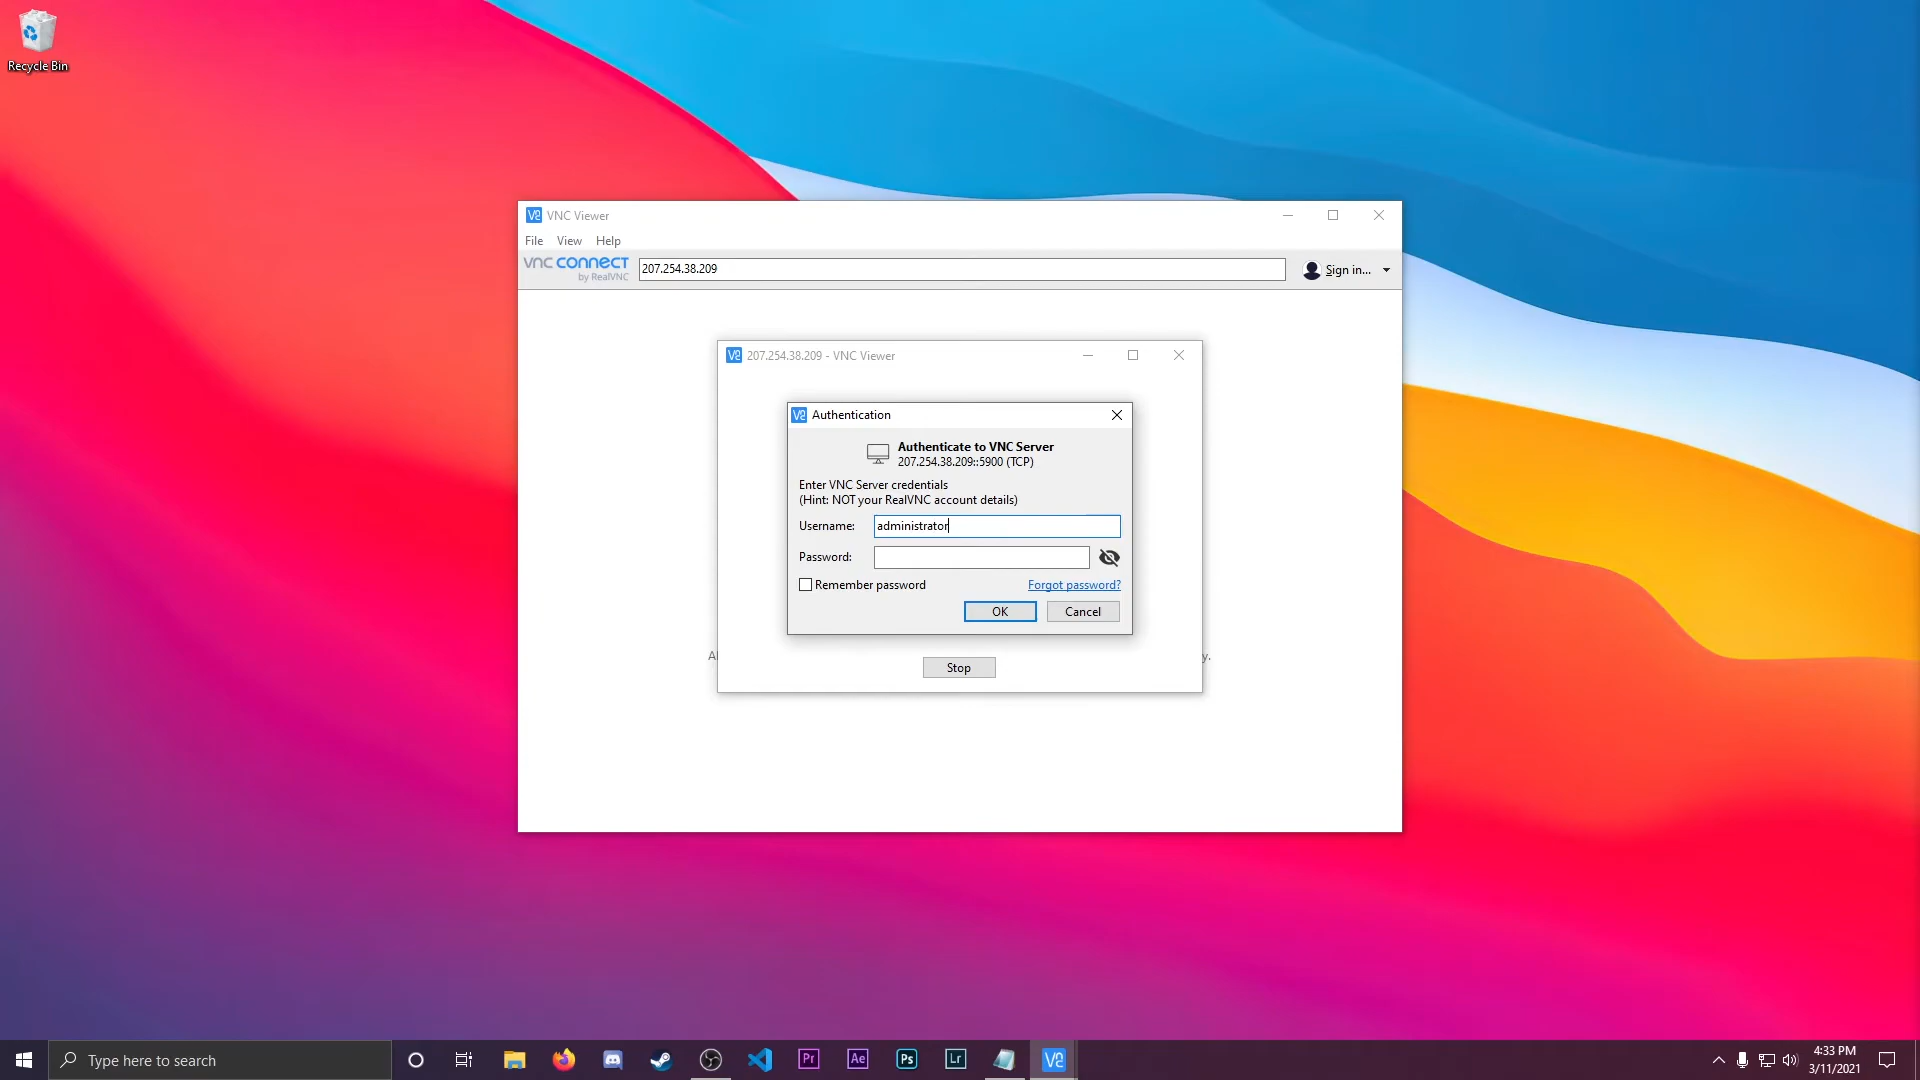 Recycle Bin
VNC Viewer
File View Help
vnc connect
by RealVNC
207.254.38.209
Sign in...
207.254.38.209 - VNC Viewer
Authentication
Authenticate to VNC Server
207.254.38.209::5900 (TCP)
Enter VNC Server credentials
(Hint: NOT your RealVNC account details)
Username: administrator
Password:
Remember password
Forgot password?
OK Cancel
Stop
Type here to search
Pr
Ae
Ps
Lr
4:33 PM
3/11/2021